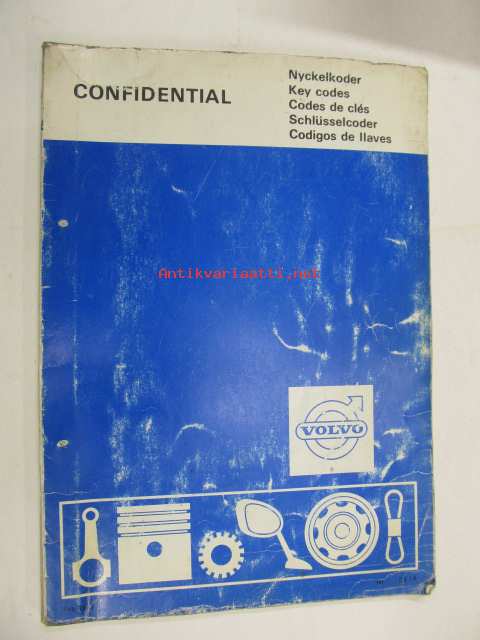 CONFIDENTIAL
Nyckelkoder
Key codes
Codes de clés
Schlüsselcoder
Codigos de llaves
Antikvariaatti.net
VOLVO